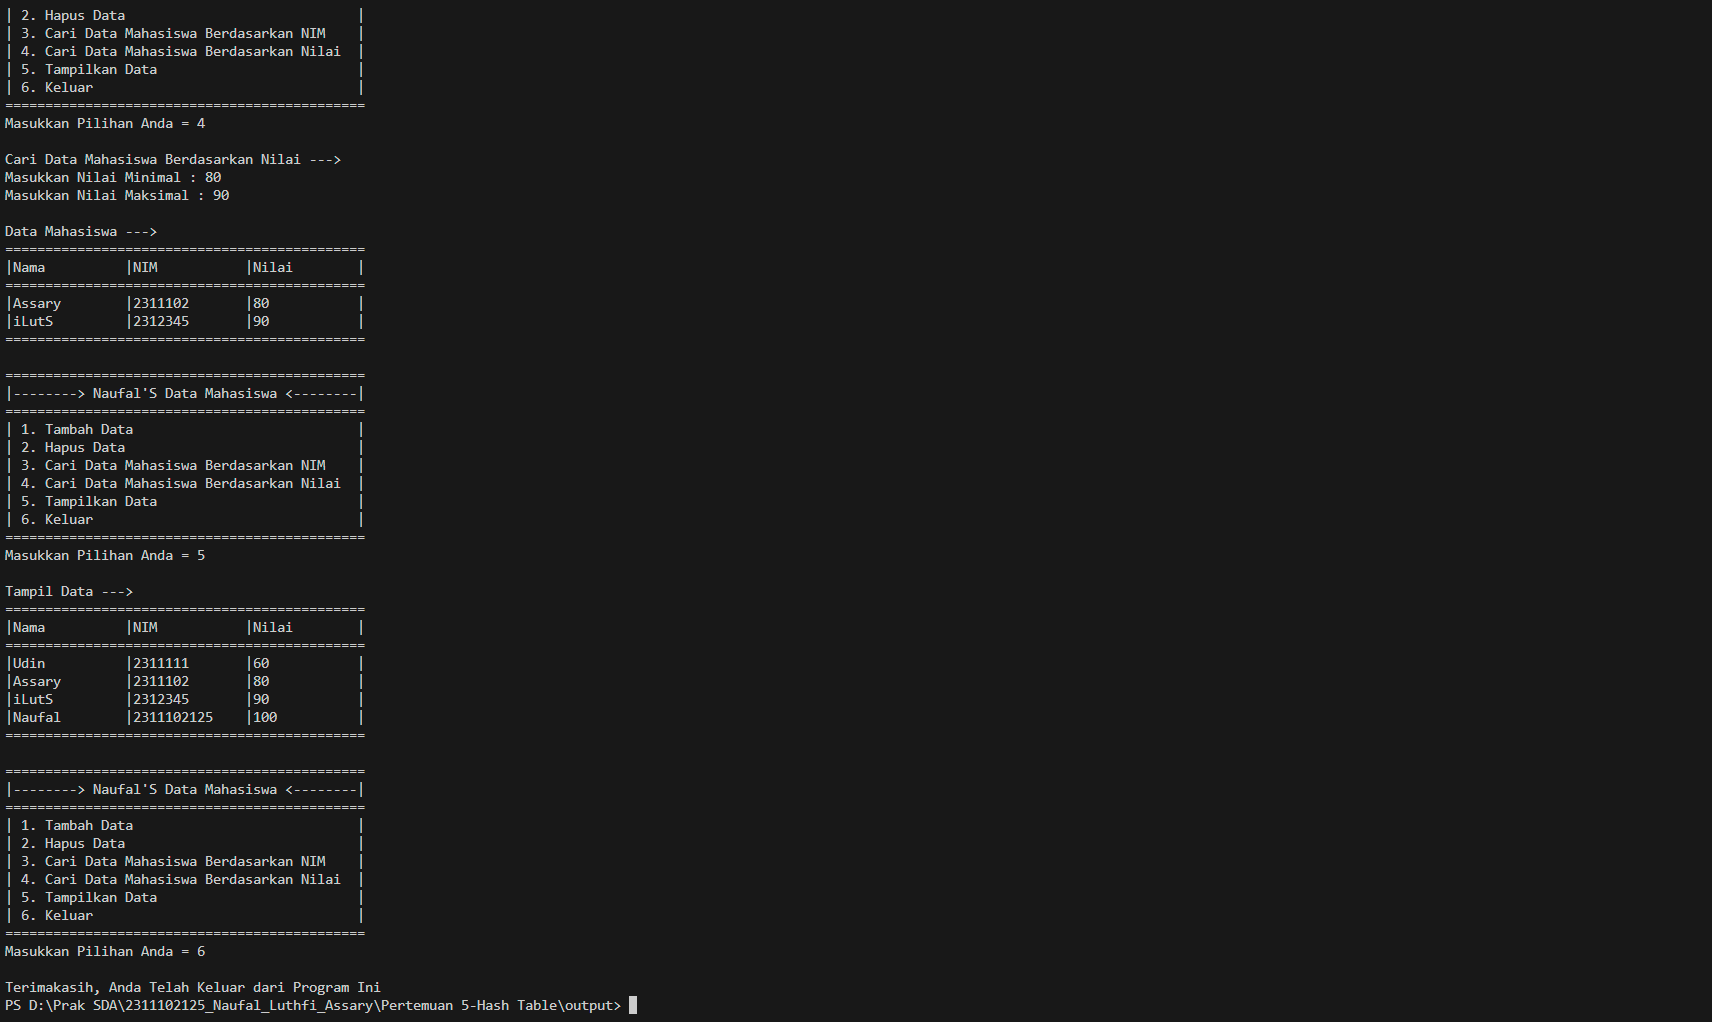 | 2. Hapus Data                             |
| 3. Cari Data Mahasiswa Berdasarkan NIM    |
| 4. Cari Data Mahasiswa Berdasarkan Nilai  |
| 5. Tampilkan Data                         |
| 6. Keluar                                 |
=============================================
Masukkan Pilihan Anda = 4

Cari Data Mahasiswa Berdasarkan Nilai --->
Masukkan Nilai Minimal : 80
Masukkan Nilai Maksimal : 90

Data Mahasiswa --->
=============================================
|Nama          |NIM           |Nilai        |
=============================================
|Assary        |2311102       |80           |
|iLutS         |2312345       |90           |
=============================================

=============================================
|--------> Naufal'S Data Mahasiswa <--------|
=============================================
| 1. Tambah Data                            |
| 2. Hapus Data                             |
| 3. Cari Data Mahasiswa Berdasarkan NIM    |
| 4. Cari Data Mahasiswa Berdasarkan Nilai  |
| 5. Tampilkan Data                         |
| 6. Keluar                                 |
=============================================
Masukkan Pilihan Anda = 5

Tampil Data --->
=============================================
|Nama          |NIM           |Nilai        |
=============================================
|Udin          |2311111       |60           |
|Assary        |2311102       |80           |
|iLutS         |2312345       |90           |
|Naufal        |2311102125    |100          |
=============================================

=============================================
|--------> Naufal'S Data Mahasiswa <--------|
=============================================
| 1. Tambah Data                            |
| 2. Hapus Data                             |
| 3. Cari Data Mahasiswa Berdasarkan NIM    |
| 4. Cari Data Mahasiswa Berdasarkan Nilai  |
| 5. Tampilkan Data                         |
| 6. Keluar                                 |
=============================================
Masukkan Pilihan Anda = 6

Terimakasih, Anda Telah Keluar dari Program Ini
PS D:\Prak SDA\2311102125_Naufal_Luthfi_Assary\Pertemuan 5-Hash Table\output>